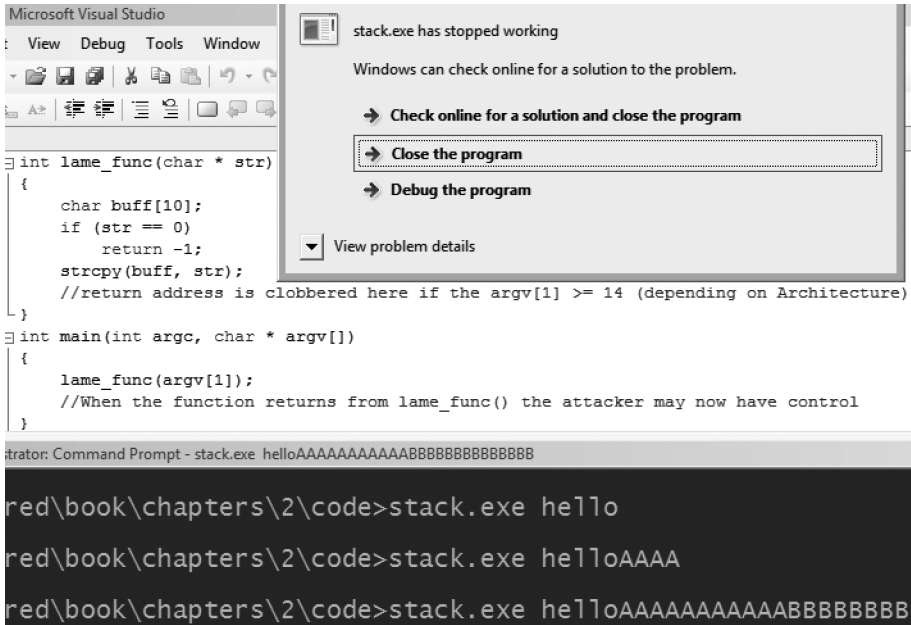 Microsoft Visual Studio
View Debug Tools Window
stack.exe has stopped working
Windows can check online for a solution to the problem.
Check online for a solution and close the program
Close the program
Debug the program
View problem details
int lame_func(char * str)
{
char buff[10];
if (str == 0)
return -1;
strcpy(buff, str);
//return address is clobbered here if the argv[1] >= 14 (depending on Architecture)
}
int main(int argc, char * argv[])
{
lame_func(argv[1]);
//When the function returns from lame_func() the attacker may now have control
}
strator: Command Prompt - stack.exe helloAAAAAAAAAAABBBBBBBBBBBBBB
red\book\chapters\2\code>stack.exe hello
red\book\chapters\2\code>stack.exe helloAAAA
red\book\chapters\2\code>stack.exe helloAAAAAAAAAAABBBBBBBB